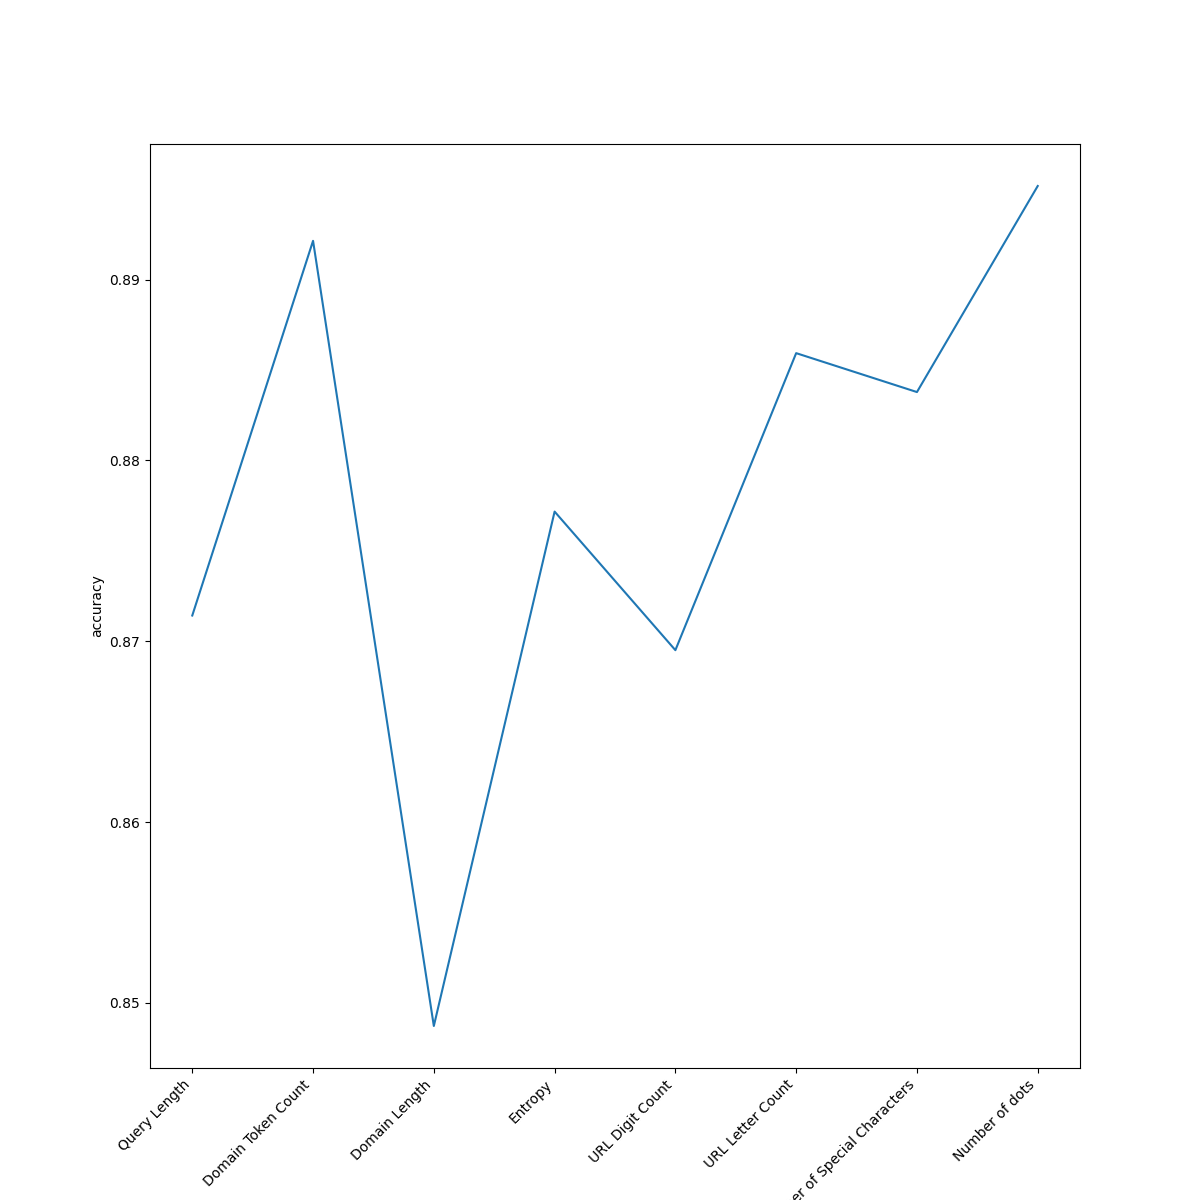 0.89
0.88
0.87
0.86
0.85
accuracy
Query Length
Domain Token Count
Domain Length
Entropy
URL Digit Count
URL Letter Count
er of Special Characters
Number of dots